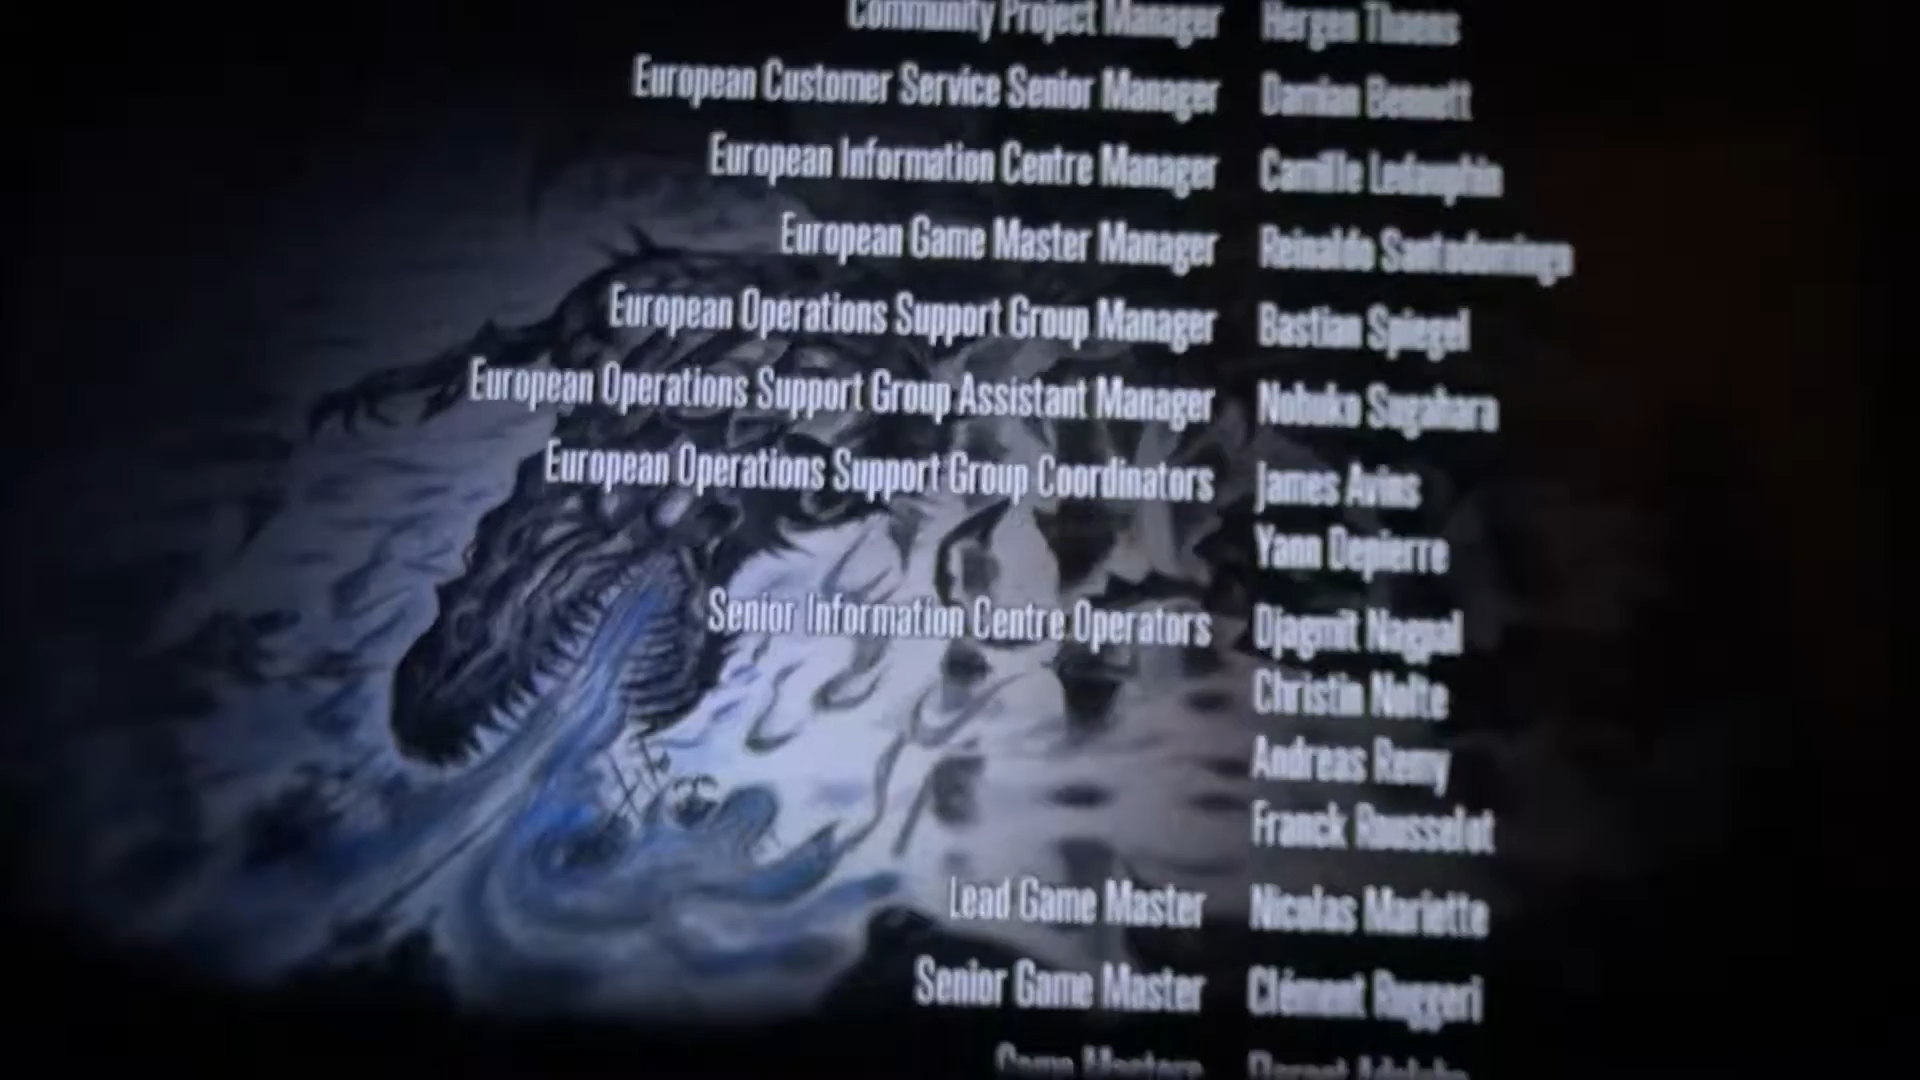 Community Project Manager Hergen Thaens
European Customer Service Senior Manager Damian Bennett
European Information Centre Manager Camille Ledauphin
European Game Master Manager Reinaldo Santodomingo
European Operations Support Group Manager Bastian Spiegel
European Operations Support Group Assistant Manager Nobuko Sugahara
European Operations Support Group Coordinators James Avins
Yann Depierre
Senior Information Centre Operators Djagmit Nagpal
Christin Nolte
Andreas Remy
Franck Rousselot
Lead Game Master Nicolas Mariette
Senior Game Master Clément Ruggeri
Game Masters